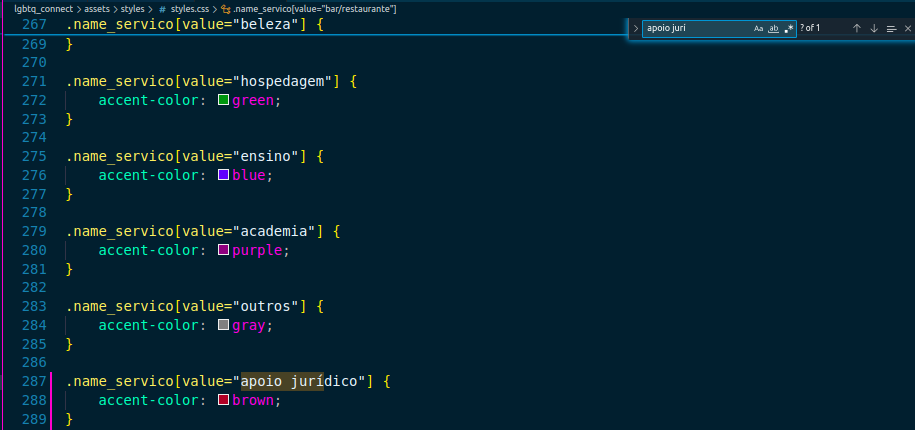 lgbtq_connect > assets > styles > # styles.css > .name_servico[value="bar/restaurante"]
267 .name_servico[value="beleza"] {
apoio juri Aa ab .* ? of 1
269 }
270
271 .name_servico[value="hospedagem"] {
272 accent-color: green;
273 }
274
275 .name_servico[value="ensino"] {
276 accent-color: blue;
277 }
278
279 .name_servico[value="academia"] {
280 accent-color: purple;
281 }
282
283 .name_servico[value="outros"] {
284 accent-color: gray;
285 }
286
287 .name_servico[value="apoio jurídico"] {
288 accent-color: brown;
289 }